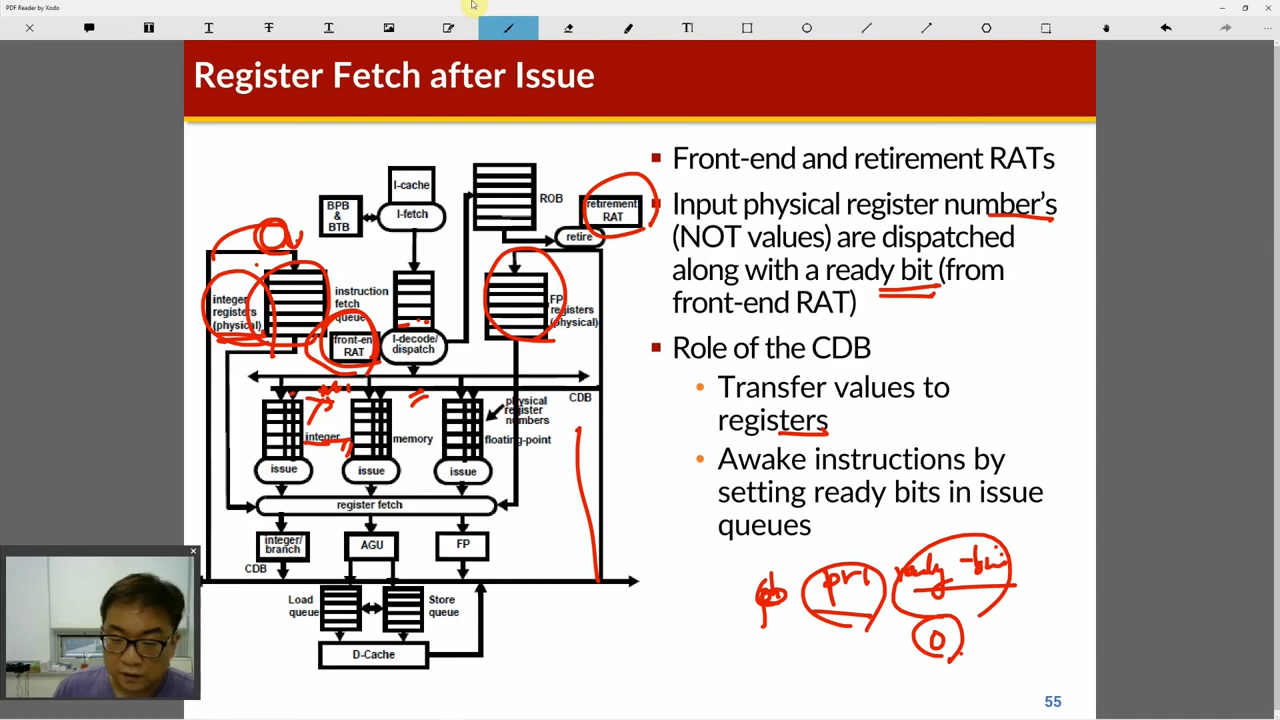 PDF Reader by Xodo
Register Fetch after Issue
Front-end and retirement RATs
Input physical register number's
(NOT values) are dispatched
along with a ready bit (from
front-end RAT)
Role of the CDB
Transfer values to
registers
Awake instructions by
setting ready bits in issue
queues
I-cache
I-fetch
BPB
&
BTB
ROB
retirement
RAT
retire
integer
registers
(physical)
instruction
fetch
queue
front-end
RAT
I-decode/
dispatch
FP
registers
(physical)
CDB
physical
register
numbers
integer
memory
floating-point
issue
issue
issue
register fetch
integer/
branch
AGU
FP
CDB
Load
queue
Store
queue
D-Cache
ready-bit
0
55